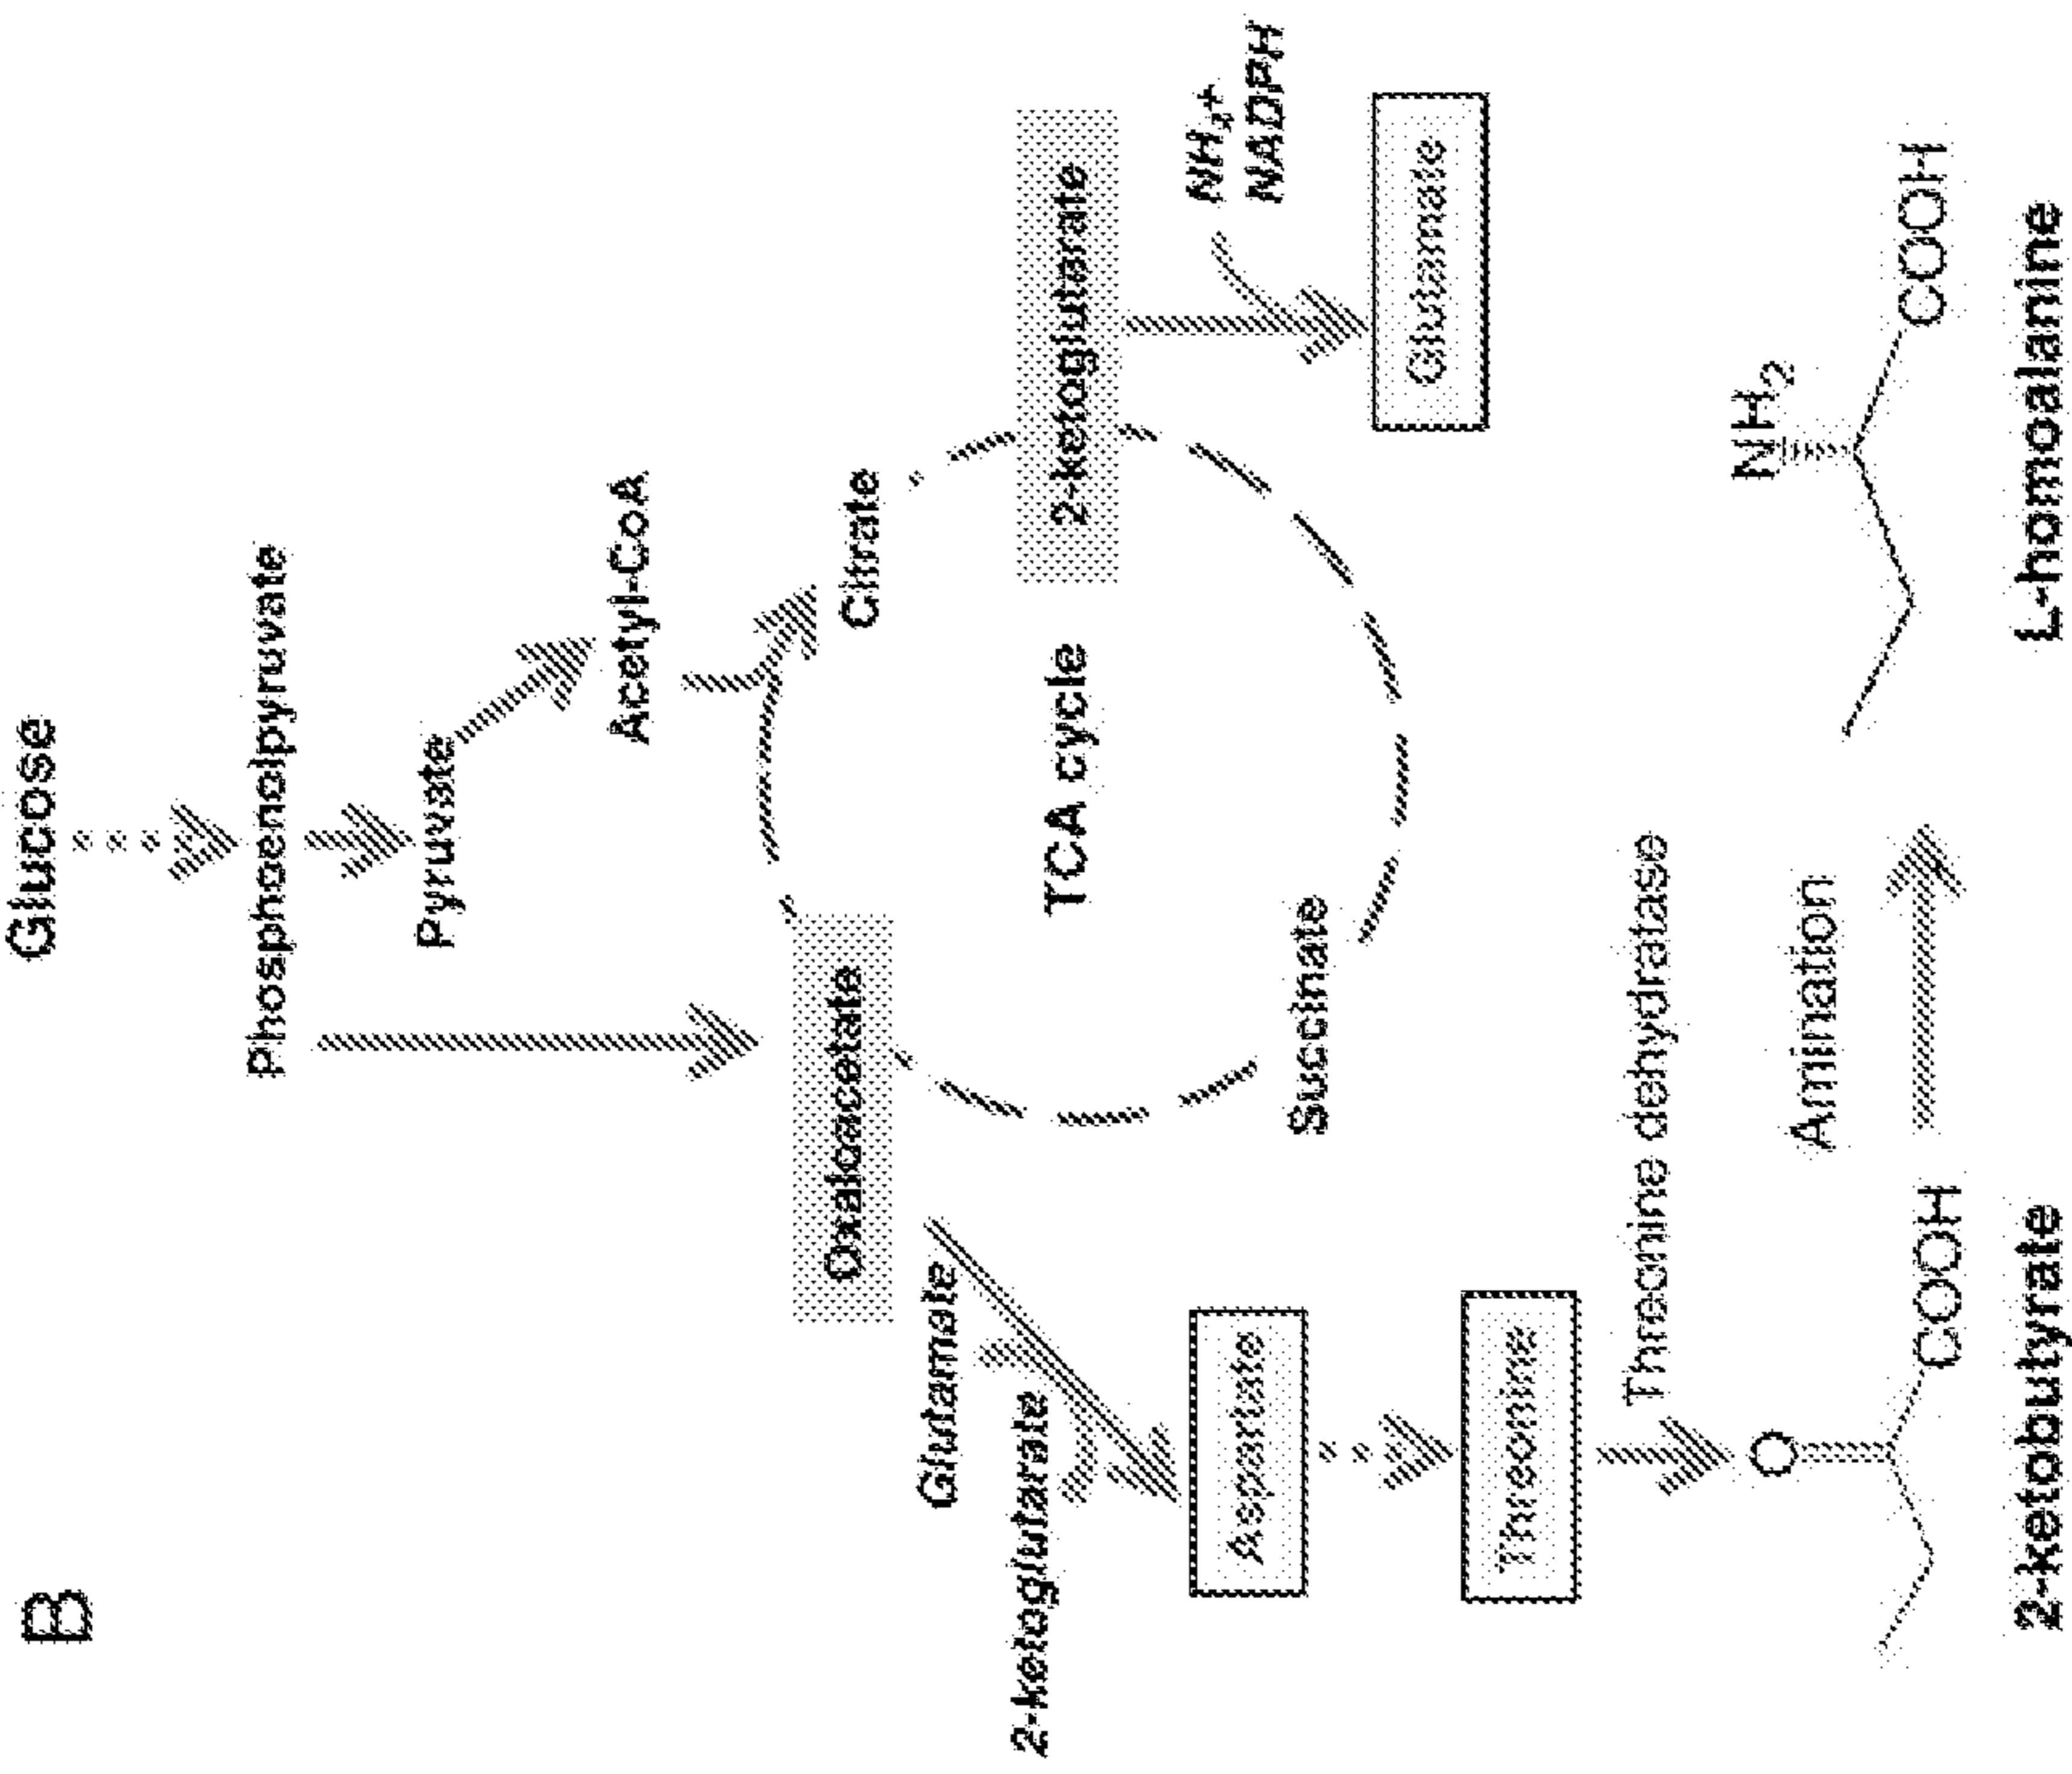 B
Glucose
Phosphoenolpyruvate
Pyruvate
Acetyl-CoA
Oxaloacetate
Citrate
Glutamate
2-ketoglutarate
TCA cycle
2-ketoglutarate
NH₃+
NADPH
Aspartate
Succinate
Glutamate
Threonine
Threonine dehydratase
O
COOH
2-ketobutyrate
Amination
NH₂
COOH
L-homoalanine